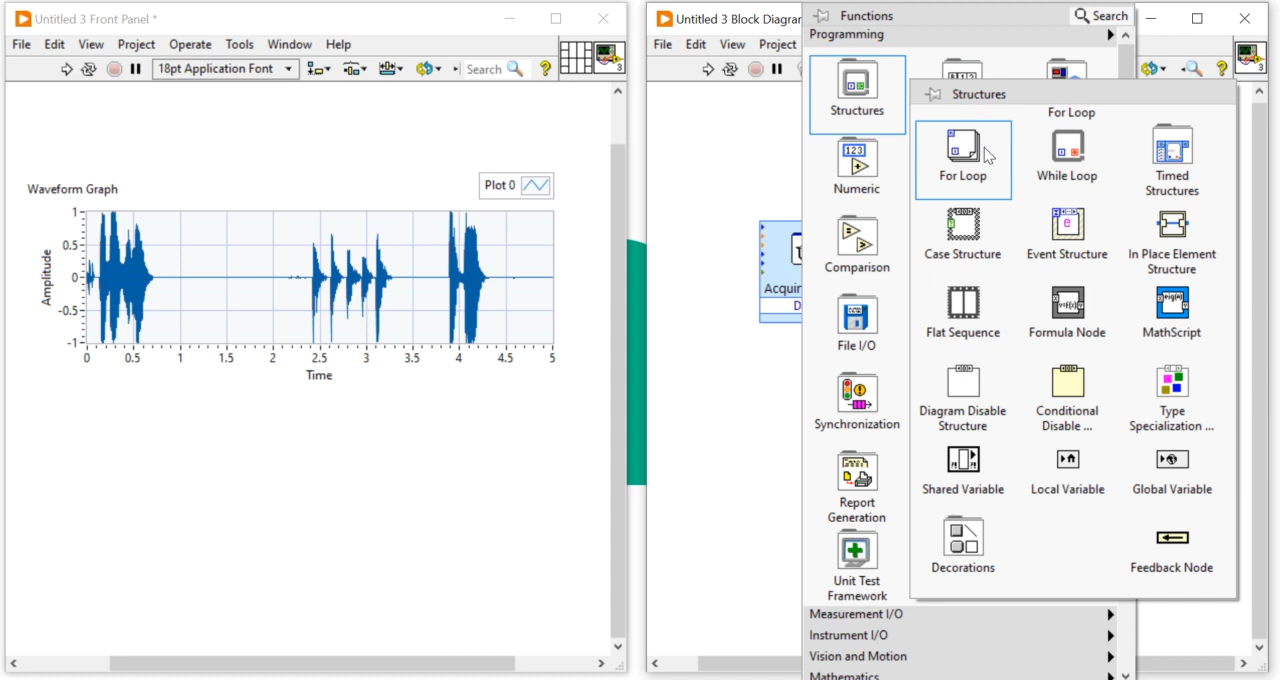 Untitled 3 Front Panel *
File Edit View Project Operate Tools Window Help
18pt Application Font
Search
3
Waveform Graph
Plot 0
Amplitude
1
0.5
0
-0.5
-1
0 0.5 1 1.5 2 2.5 3 3.5 4 4.5 5
Time
Untitled 3 Block Diagra
File Edit View Project
3
Functions
Search
Programming
Structures
Numeric
Comparison
File I/O
Synchronization
Report
Generation
Unit Test
Framework
Measurement I/O
Instrument I/O
Vision and Motion
Mathematics
Structures
For Loop
For Loop
While Loop
Timed
Structures
Case Structure
Event Structure
In Place Element
Structure
Flat Sequence
Formula Node
MathScript
Diagram Disable
Structure
Conditional
Disable ...
Type
Specialization ...
Shared Variable
Local Variable
Global Variable
Decorations
Feedback Node